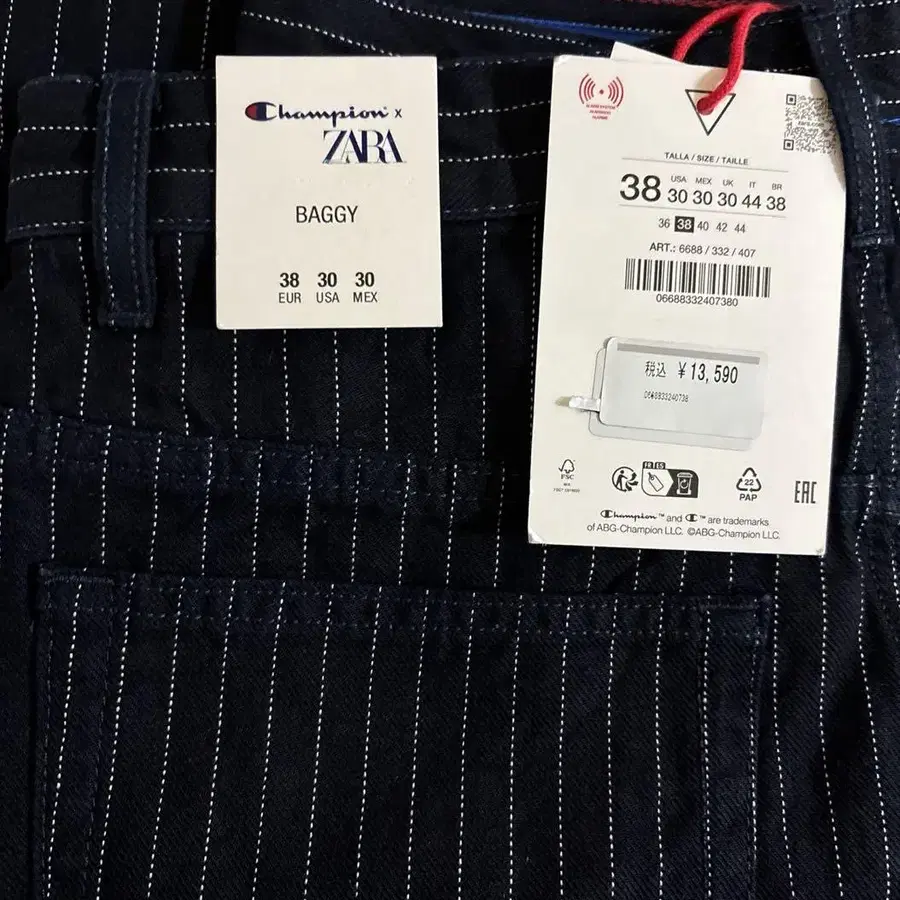 Champion x
ZARA
BAGGY
38 30 30
EUR USA MEX
TALLA / SIZE / TAILLE
USA MEX UK IT BR
38 30 30 30 44 38
36 38 40 42 44
ART.: 6688 / 332 / 407
06688332407380
税込 ¥13,590
FSC
FR TES
22
PAP
EAC
Champion™ and C™ are trademarks
of ABG-Champion LLC. ©ABG-Champion LLC.